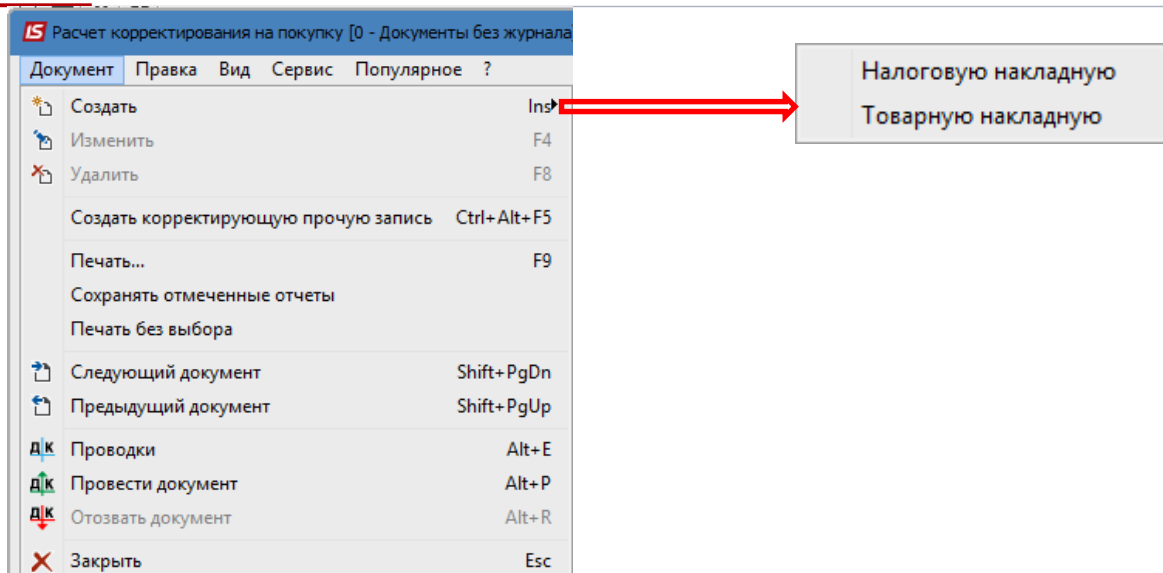 IS Расчет корректирования на покупку [0 - Документы без журнала
Документ Правка Вид Сервис Популярное ?
Создать Ins
Изменить F4
Удалить F8
Создать корректирующую прочую запись Ctrl+Alt+F5
Печать... F9
Сохранять отмеченные отчеты
Печать без выбора
Следующий документ Shift+PgDn
Предыдущий документ Shift+PgUp
Д К Проводки Alt+E
Д К Провести документ Alt+P
Д К Отозвать документ Alt+R
Закрыть Esc
Налоговую накладную
Товарную накладную